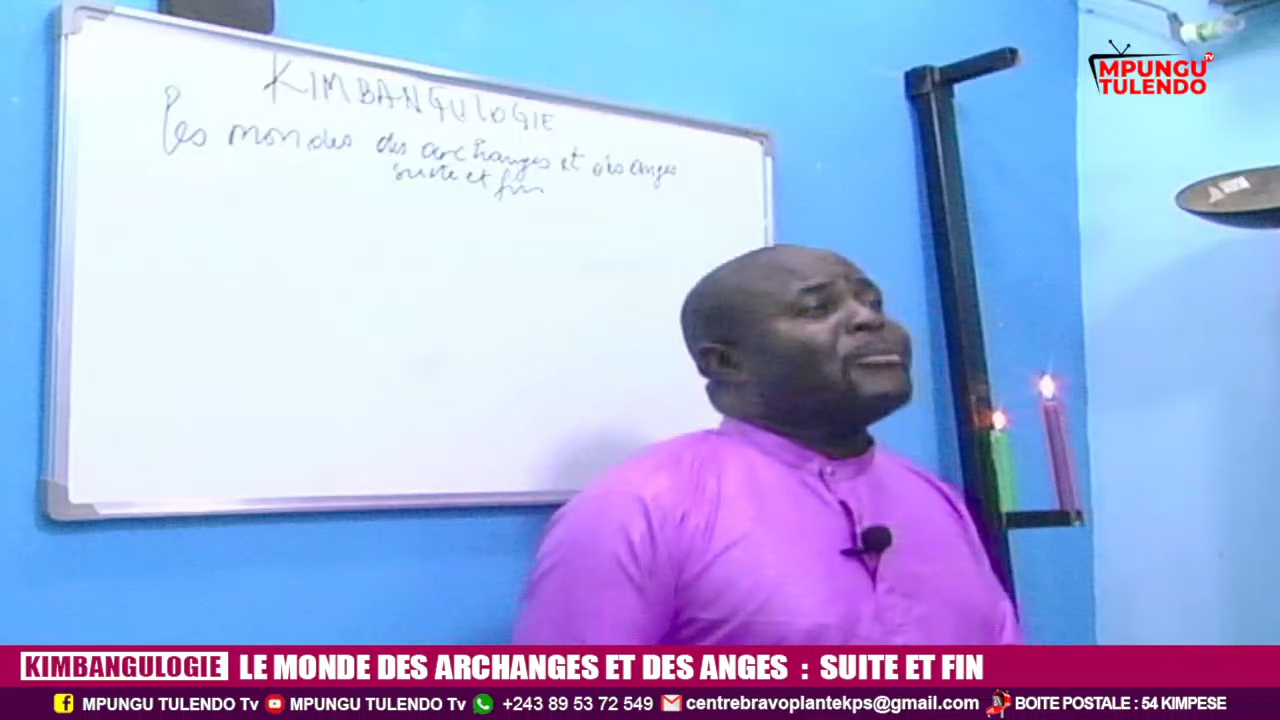 KIMBANGULOGIE
Les mondes des archanges et des anges
suite et fin
MPUNGU TV
TULENDO
KIMBANGULOGIE LE MONDE DES ARCHANGES ET DES ANGES : SUITE ET FIN
MPUNGU TULENDO Tv MPUNGU TULENDO Tv +243 89 53 72 549 centrebravoplantekps@gmail.com BOITE POSTALE : 54 KIMPESE